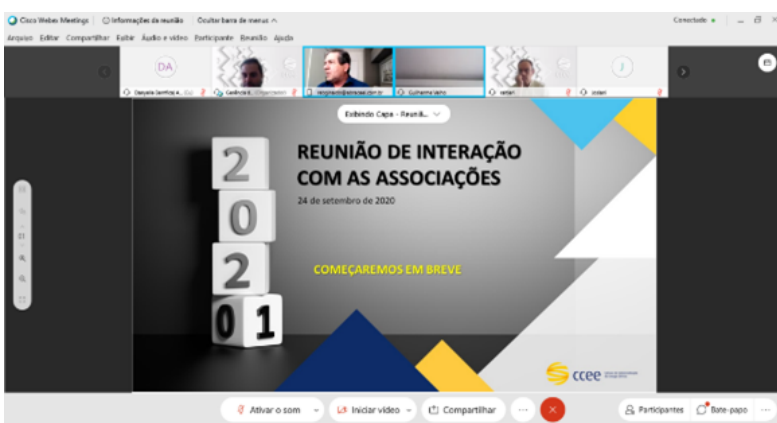 Cisco Webex Meetings
Informações da reunião
Ocultar barra de menus
Conectado
Arquivo Editar Compartilhar Exibir Áudio e vídeo Participante Reunião Ajuda
DA
J
Guilherme
Exibindo Capa - Reuniã...
REUNIÃO DE INTERAÇÃO
COM AS ASSOCIAÇÕES
24 de setembro de 2020
COMEÇAREMOS EM BREVE
2
0
2
0 1
ccee
Ativar o som
Iniciar vídeo
Compartilhar
Participantes
Bate-papo